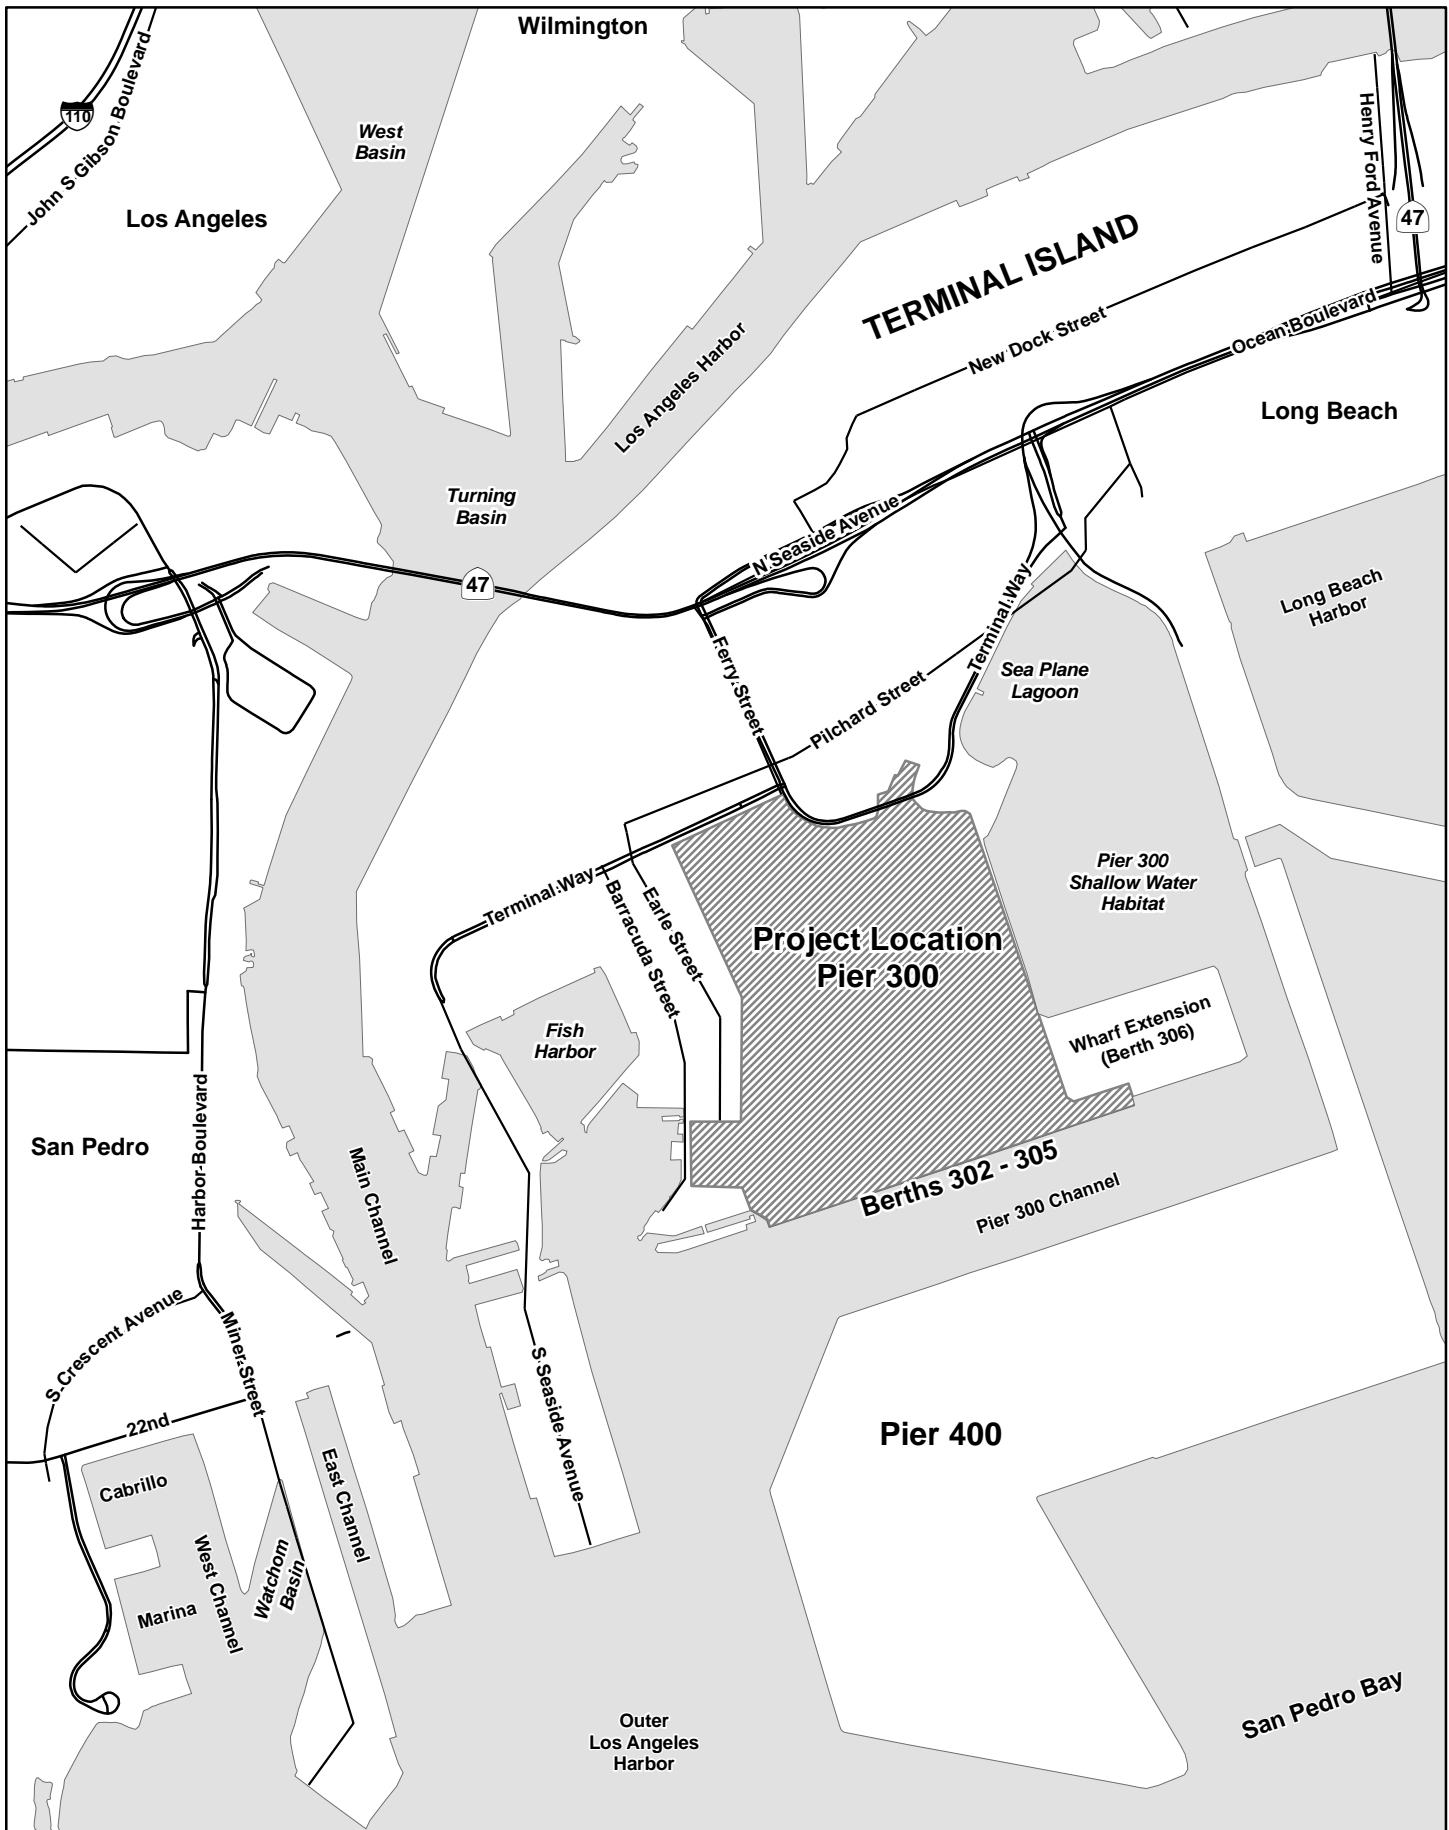 Wilmington
110
John S Gibson Boulevard
West
Basin
Henry Ford Avenue
Los Angeles
47
TERMINAL ISLAND
New Dock Street
Ocean Boulevard
Los Angeles Harbor
Long Beach
Turning
Basin
N Seaside Avenue
47
Long Beach
Harbor
Terminal Way
Ferry Street
Sea Plane
Lagoon
Pilchard Street
Pier 300
Shallow Water
Habitat
Terminal Way
Barracuda Street
Earle Street
Project Location
Pier 300
Fish
Harbor
Wharf Extension
(Berth 306)
Harbor Boulevard
San Pedro
Main Channel
Berths 302 - 305
Pier 300 Channel
S Crescent Avenue
Miner Street
S Seaside Avenue
22nd
Pier 400
Cabrillo
East Channel
West Channel
Watchorn
Basin
Marina
San Pedro Bay
Outer
Los Angeles
Harbor